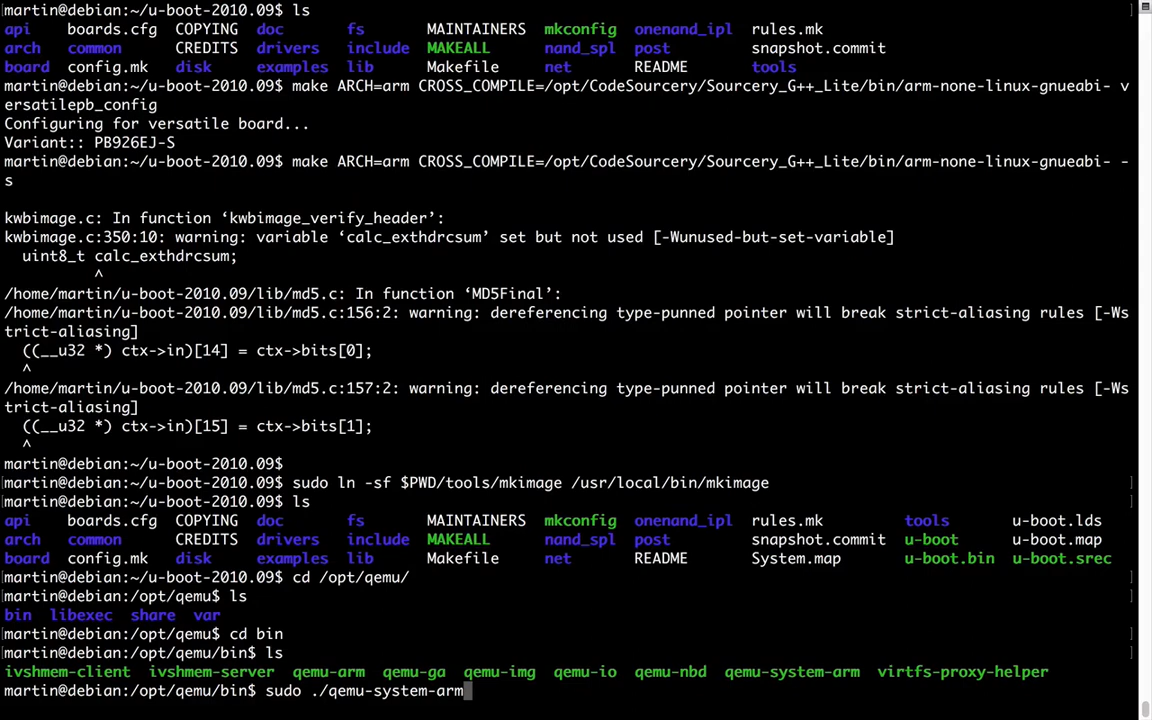 martin@debian:~/u-boot-2010.09$ ls
api    boards.cfg  COPYING  doc       fs       MAINTAINERS  mkconfig  onenand_ipl  rules.mk
arch   common      CREDITS  drivers   include  MAKEALL      nand_spl  post         snapshot.commit
board  config.mk   disk     examples  lib      Makefile     net       README       tools
martin@debian:~/u-boot-2010.09$ make ARCH=arm CROSS_COMPILE=/opt/CodeSourcery/Sourcery_G++_Lite/bin/arm-none-linux-gnueabi- v
ersatilepb_config
Configuring for versatile board...
Variant:: PB926EJ-S
martin@debian:~/u-boot-2010.09$ make ARCH=arm CROSS_COMPILE=/opt/CodeSourcery/Sourcery_G++_Lite/bin/arm-none-linux-gnueabi- -
s
kwbimage.c: In function ‘kwbimage_verify_header’:
kwbimage.c:350:10: warning: variable ‘calc_exthdrcsum’ set but not used [-Wunused-but-set-variable]
  uint8_t calc_exthdrcsum;
          ^
/home/martin/u-boot-2010.09/lib/md5.c: In function ‘MD5Final’:
/home/martin/u-boot-2010.09/lib/md5.c:156:2: warning: dereferencing type-punned pointer will break strict-aliasing rules [-Ws
trict-aliasing]
  ((__u32 *) ctx->in)[14] = ctx->bits[0];
  ^
/home/martin/u-boot-2010.09/lib/md5.c:157:2: warning: dereferencing type-punned pointer will break strict-aliasing rules [-Ws
trict-aliasing]
  ((__u32 *) ctx->in)[15] = ctx->bits[1];
  ^
martin@debian:~/u-boot-2010.09$
martin@debian:~/u-boot-2010.09$ sudo ln -sf $PWD/tools/mkimage /usr/local/bin/mkimage
martin@debian:~/u-boot-2010.09$ ls
api    boards.cfg  COPYING  doc       fs       MAINTAINERS  mkconfig  onenand_ipl  rules.mk         tools       u-boot.lds
arch   common      CREDITS  drivers   include  MAKEALL      nand_spl  post         snapshot.commit  u-boot      u-boot.map
board  config.mk   disk     examples  lib      Makefile     net       README       System.map       u-boot.bin  u-boot.srec
martin@debian:~/u-boot-2010.09$ cd /opt/qemu/
martin@debian:/opt/qemu$ ls
bin  libexec  share  var
martin@debian:/opt/qemu$ cd bin
martin@debian:/opt/qemu/bin$ ls
ivshmem-client  ivshmem-server  qemu-arm  qemu-ga  qemu-img  qemu-io  qemu-nbd  qemu-system-arm  virtfs-proxy-helper
martin@debian:/opt/qemu/bin$ sudo ./qemu-system-arm